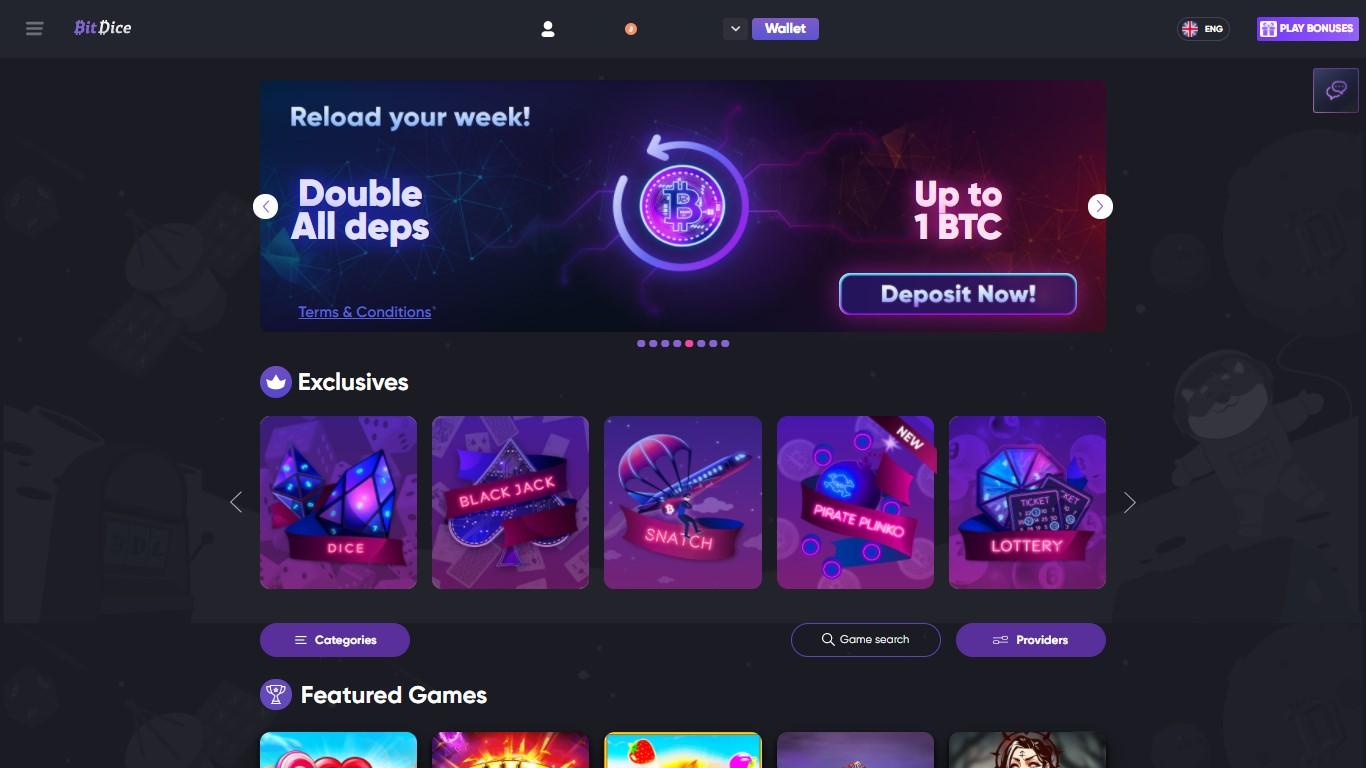 BitDice
Wallet
ENG
PLAY BONUSES
Reload your week!
Double
All deps
Up to
1 BTC
Deposit Now!
Terms & Conditions*
Exclusives
DICE
BLACK JACK
SNATCH
NEW
PIRATE PLINKO
TICKET
LOTTERY
Categories
Game search
Providers
Featured Games